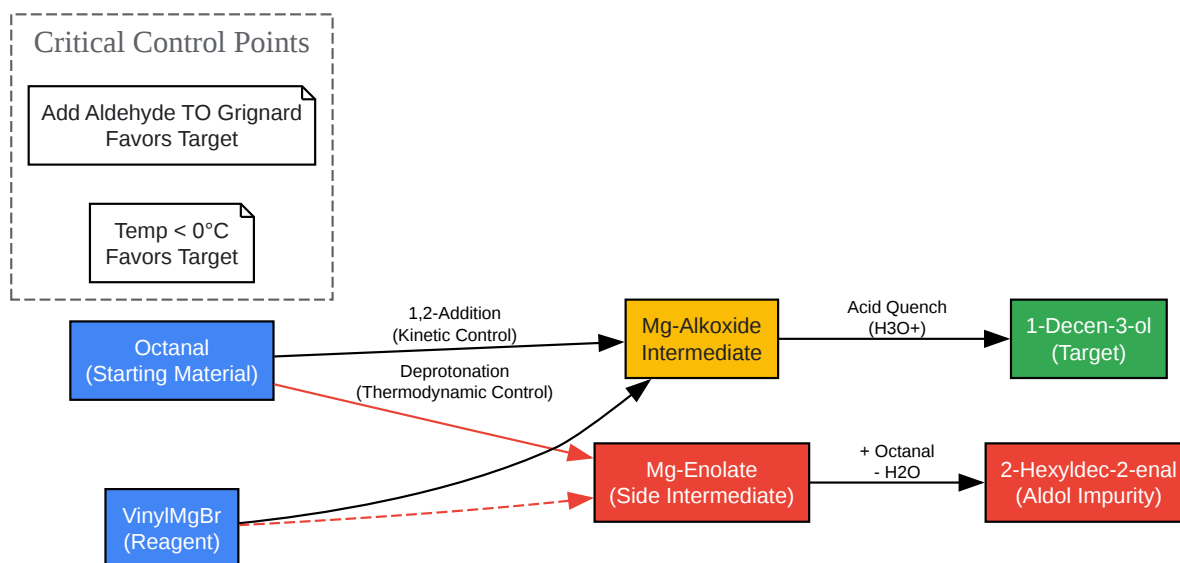 Critical Control Points
Add Aldehyde TO Grignard
Favors Target
Temp < 0°C
Favors Target
Octanal
(Starting Material)
1,2-Addition
(Kinetic Control)
Deprotonation
(Thermodynamic Control)
Mg-Alkoxide
Intermediate
Acid Quench
(H3O+)
1-Decen-3-ol
(Target)
VinylMgBr
(Reagent)
Mg-Enolate
(Side Intermediate)
+ Octanal
- H2O
2-Hexyldec-2-enal
(Aldol Impurity)